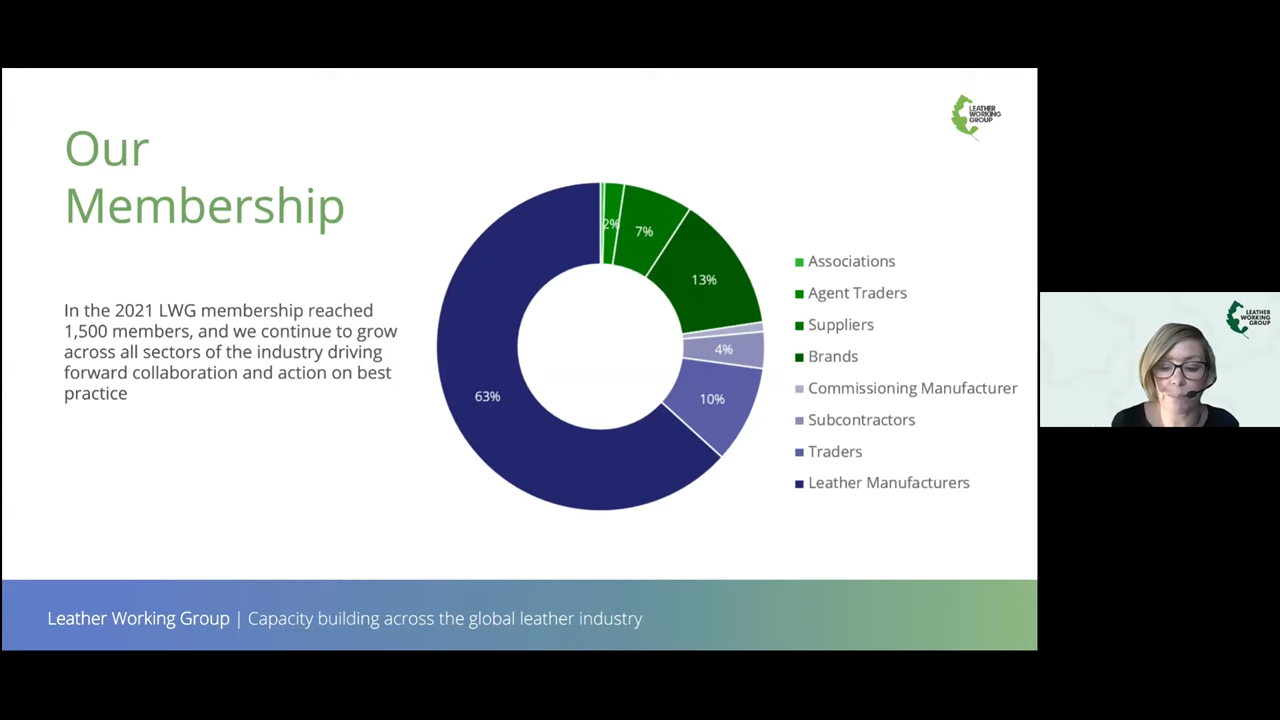 Our
Membership
LEATHER
WORKING
GROUP
In the 2021 LWG membership reached
1,500 members, and we continue to grow
across all sectors of the industry driving
forward collaboration and action on best
practice
2%
7%
13%
4%
10%
63%
Associations
Agent Traders
Suppliers
Brands
Commissioning Manufacturer
Subcontractors
Traders
Leather Manufacturers
LEATHER
WORKING
GROUP
Leather Working Group | Capacity building across the global leather industry